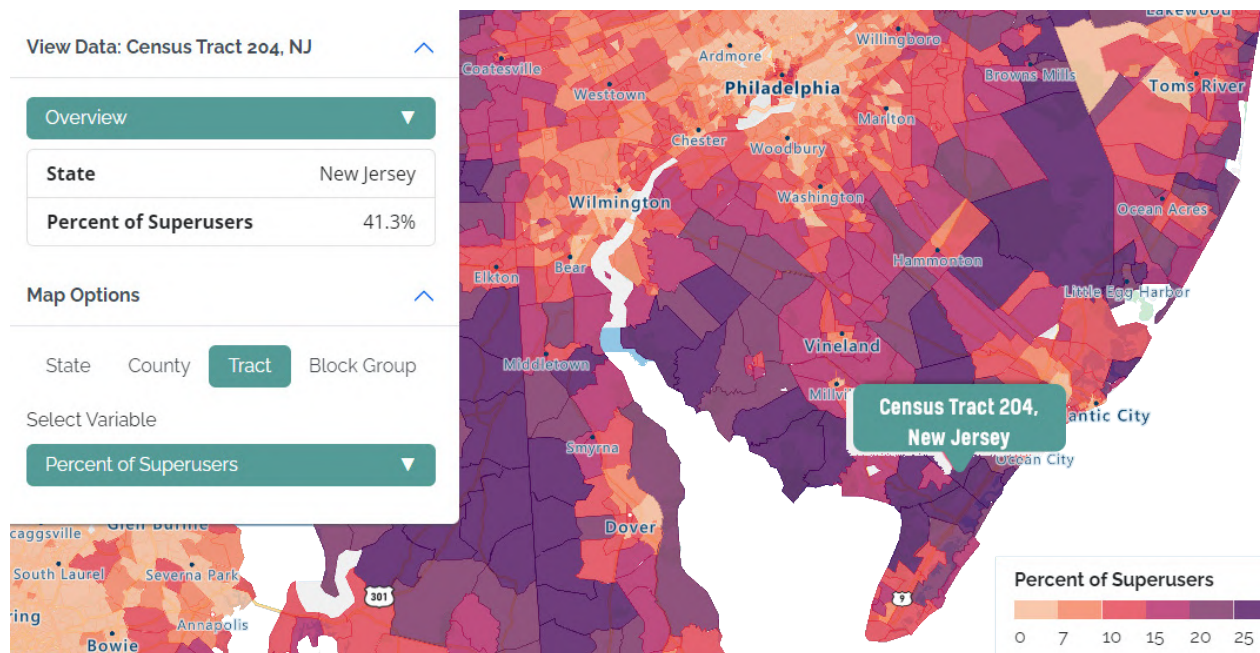 View Data: Census Tract 204, NJ
Overview
State New Jersey
Percent of Superusers 41.3%
Map Options
State County Tract Block Group
Select Variable
Percent of Superusers
Lakewood
Willingboro
Ardmore
Coatesville
Browns Mills
Toms River
Westtown
Philadelphia
Marlton
Chester
Woodbury
Wilmington
Washington
Ocean Acres
Bear
Elkton
Hammonton
Little Egg Harbor
Vineland
Middletown
Millvi
Census Tract 204,
New Jersey
antic City
Smyrna
Ocean City
Dover
Glen Burnie
caggsville
South Laurel
Severna Park
301
9
ring
Annapolis
Bowie
Percent of Superusers
0 7 10 15 20 25